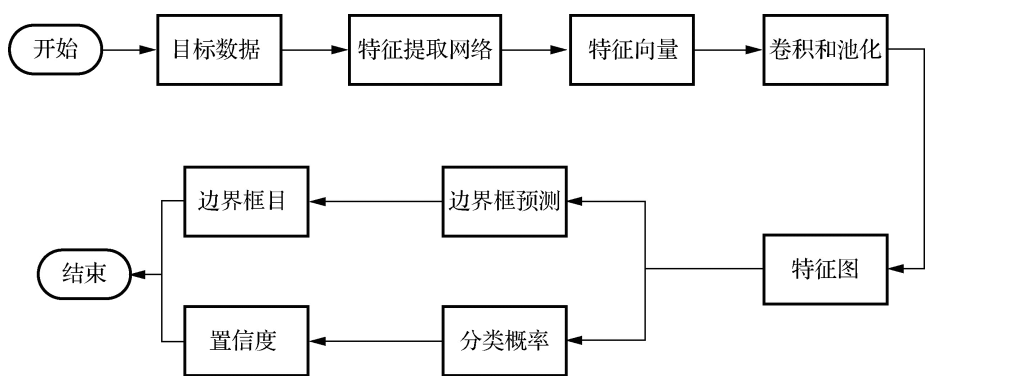 开始
目标数据
特征提取网络
特征向量
卷积和池化
边界框目
边界框预测
结束
特征图
置信度
分类概率